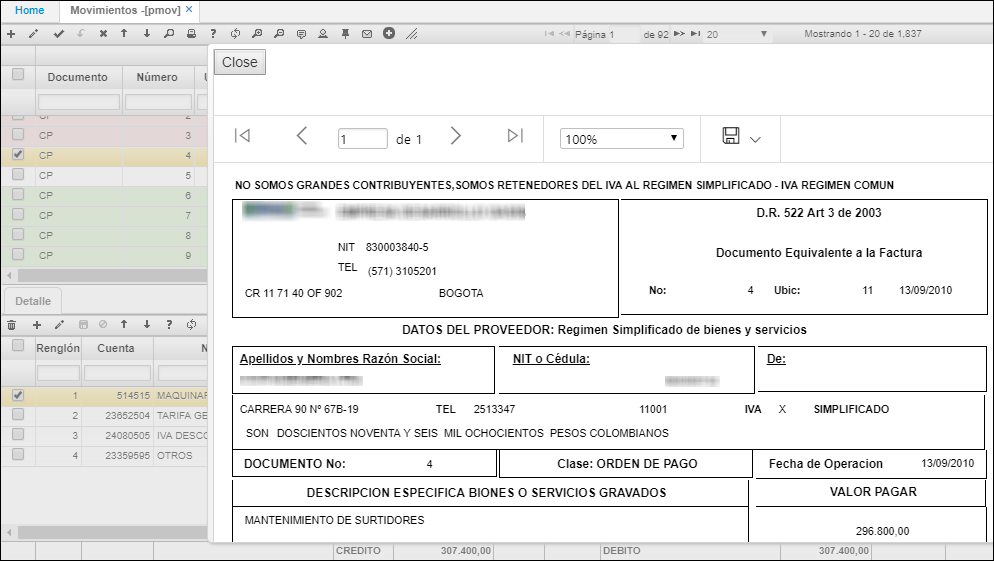 Home Movimientos -[pmov] ×
Página 1 de 92 20 Mostrando 1 - 20 de 1,837
Close
Documento Número
1 de 1 100%
2
CP 3
CP 4
CP 5
CP 6
CP 7
CP 8
CP 9
Detalle
Renglón Cuenta N
1 514515 MAQUINAR
2 23652504 TARIFA GE
3 24080505 IVA DESCO
4 23359595 OTROS
NO SOMOS GRANDES CONTRIBUYENTES,SOMOS RETENEDORES DEL IVA AL REGIMEN SIMPLIFICADO - IVA REGIMEN COMUN
NIT 830003840-5
TEL (571) 3105201
CR 11 71 40 OF 902 BOGOTA
D.R. 522 Art 3 de 2003
Documento Equivalente a la Factura
No: 4 Ubic: 11 13/09/2010
DATOS DEL PROVEEDOR: Regimen Simplificado de bienes y servicios
Apellidos y Nombres Razón Social: NIT o Cédula: De:
CARRERA 90 Nº 67B-19 TEL 2513347 11001 IVA X SIMPLIFICADO
SON DOSCIENTOS NOVENTA Y SEIS MIL OCHOCIENTOS PESOS COLOMBIANOS
DOCUMENTO No: 4 Clase: ORDEN DE PAGO Fecha de Operacion 13/09/2010
DESCRIPCION ESPECIFICA BIONES O SERVICIOS GRAVADOS VALOR PAGAR
MANTENIMIENTO DE SURTIDORES
296.800,00
CREDITO 307.400,00 DEBITO 307.400,00